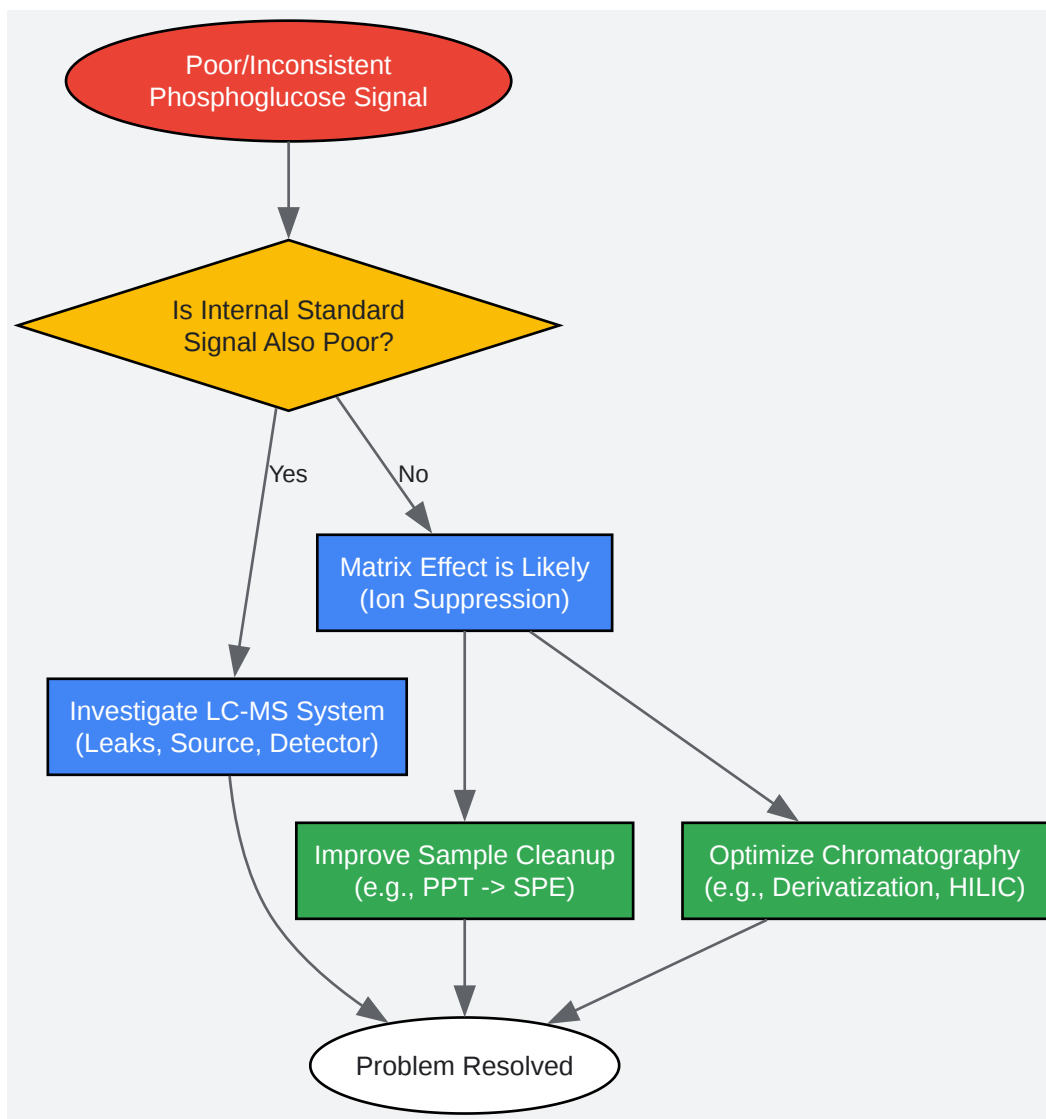 Poor/Inconsistent
Phosphoglucose Signal
Is Internal Standard
Signal Also Poor?
Yes
No
Matrix Effect is Likely
(Ion Suppression)
Investigate LC-MS System
(Leaks, Source, Detector)
Improve Sample Cleanup
(e.g., PPT -> SPE)
Optimize Chromatography
(e.g., Derivatization, HILIC)
Problem Resolved